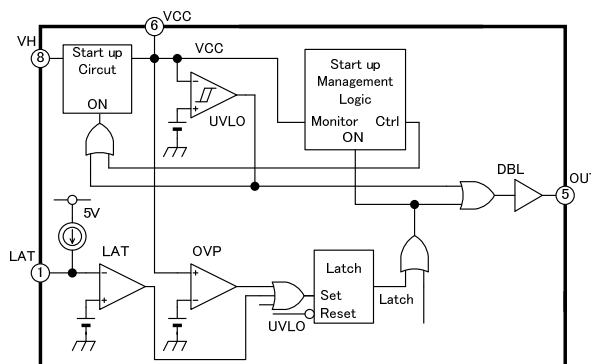 VCC
6
VH
8
Start up
Circut
ON
VCC
UVLO
Start up
Management
Logic
Monitor Ctrl
ON
DBL
OU
5
5V
LAT
1
LAT
OVP
Latch
Set
Reset
UVLO
Latch